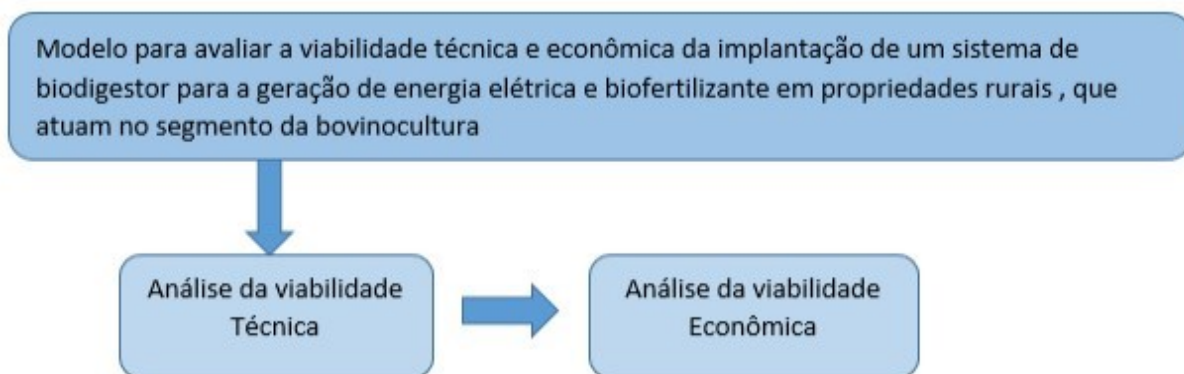 Modelo para avaliar a viabilidade técnica e econômica da implantação de um sistema de
biodigestor para a geração de energia elétrica e biofertilizante em propriedades rurais , que
atuam no segmento da bovinocultura
Análise da viabilidade
Técnica
Análise da viabilidade
Econômica